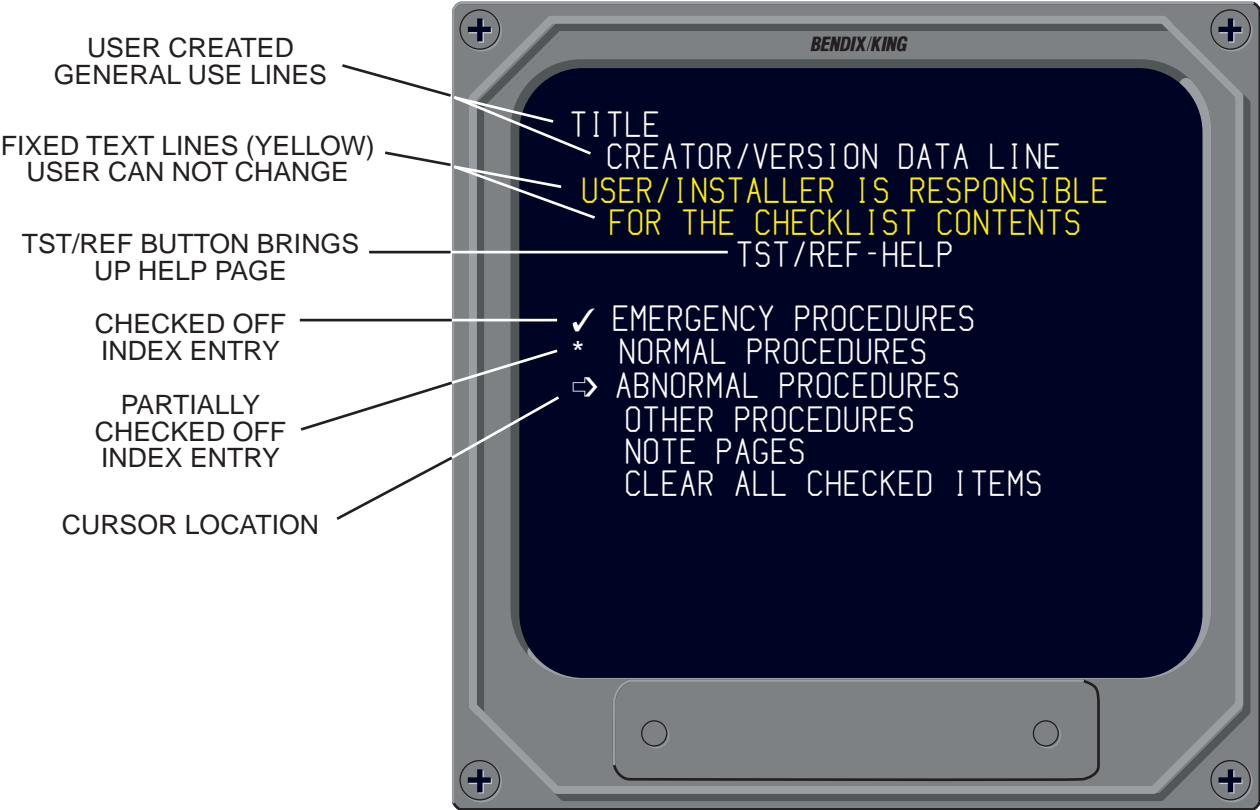 USER CREATED
GENERAL USE LINES
FIXED TEXT LINES (YELLOW)
USER CAN NOT CHANGE
TST/REF BUTTON BRINGS
UP HELP PAGE
CHECKED OFF
INDEX ENTRY
PARTIALLY
CHECKED OFF
INDEX ENTRY
CURSOR LOCATION
BENDIX/KING
TITLE
CREATOR/VERSION DATA LINE
USER/INSTALLER IS RESPONSIBLE
FOR THE CHECKLIST CONTENTS
TST/REF-HELP
✓ EMERGENCY PROCEDURES
* NORMAL PROCEDURES
➩ ABNORMAL PROCEDURES
OTHER PROCEDURES
NOTE PAGES
CLEAR ALL CHECKED ITEMS